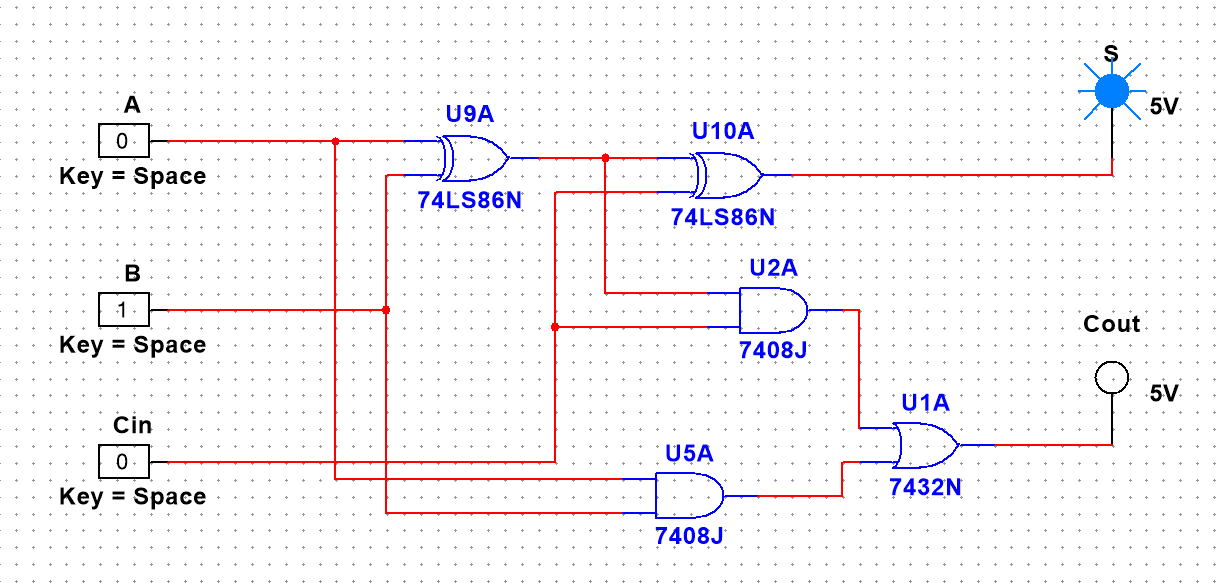 S
5V
A
0
Key = Space
U9A
74LS86N
U10A
74LS86N
B
1
Key = Space
U2A
7408J
Cout
5V
Cin
0
Key = Space
U5A
7408J
U1A
7432N